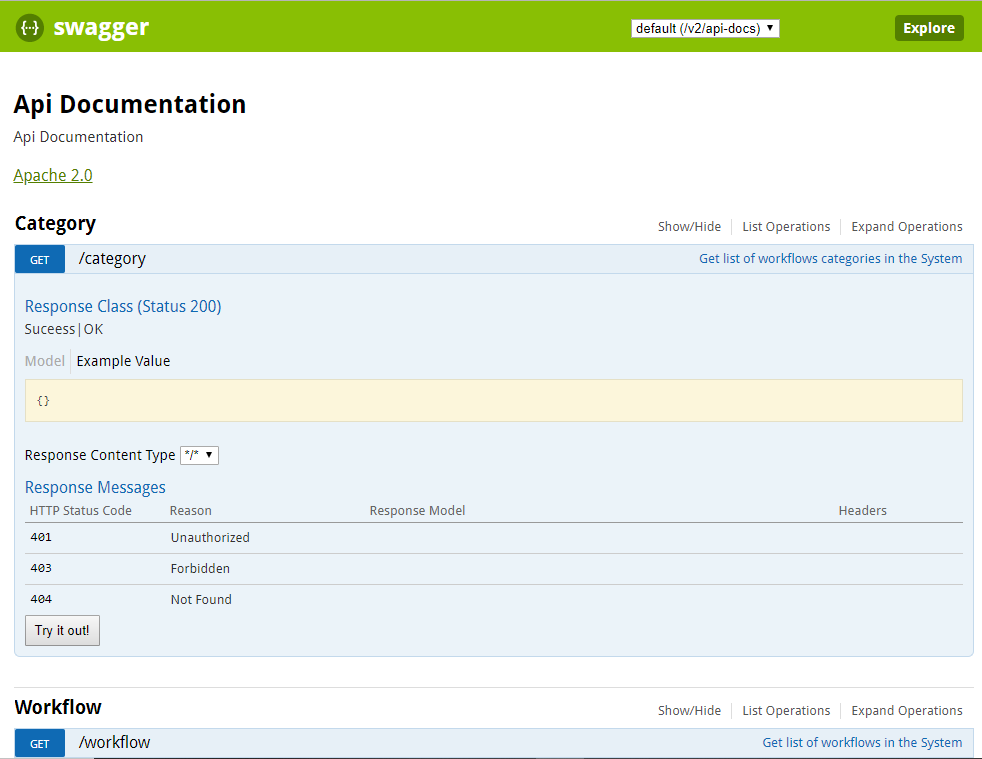 {···} swagger default (/v2/api-docs) ▼ Explore
Api Documentation
Api Documentation
Apache 2.0
Category Show/Hide List Operations Expand Operations
GET /category Get list of workflows categories in the System
Response Class (Status 200)
Suceess|OK
Model Example Value
{}
Response Content Type */* ▼
Response Messages
HTTP Status Code Reason Response Model Headers
401 Unauthorized
403 Forbidden
404 Not Found
Try it out!
Workflow Show/Hide List Operations Expand Operations
GET /workflow Get list of workflows in the System